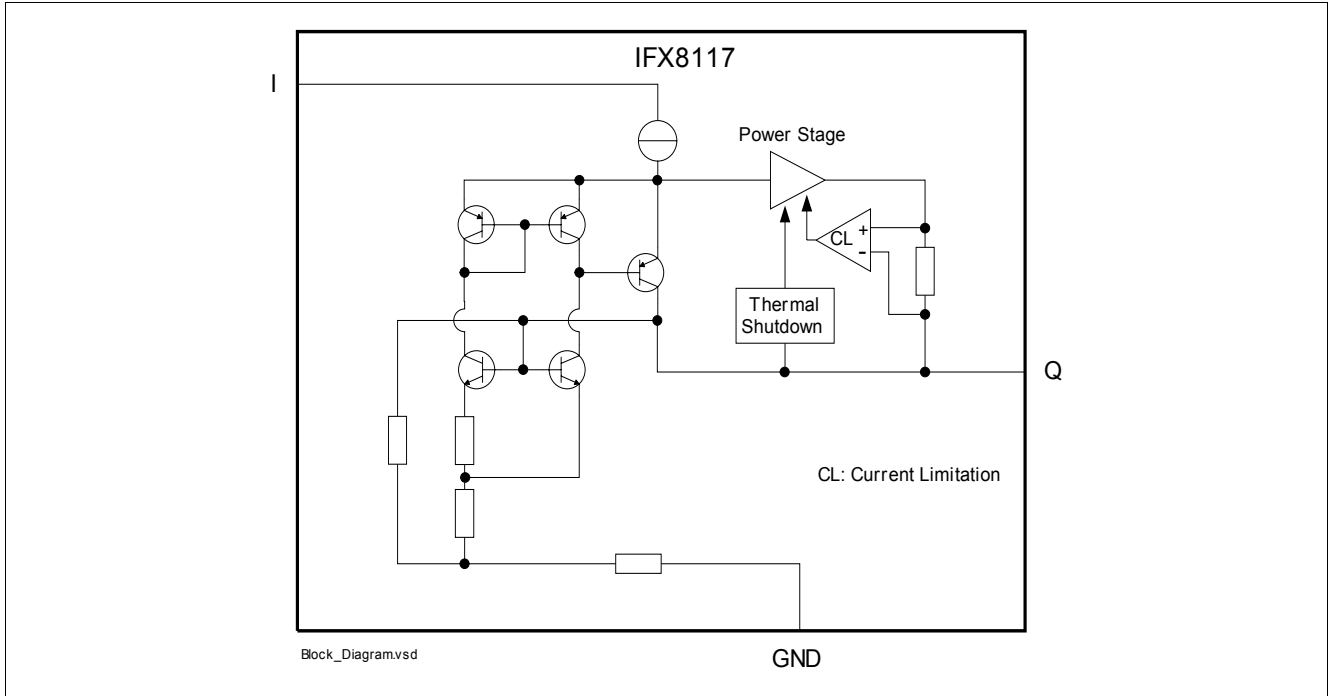 IFX8117
I
Power Stage
CL
+
-
Thermal
Shutdown
Q
CL: Current Limitation
Block_Diagram.vsd
GND